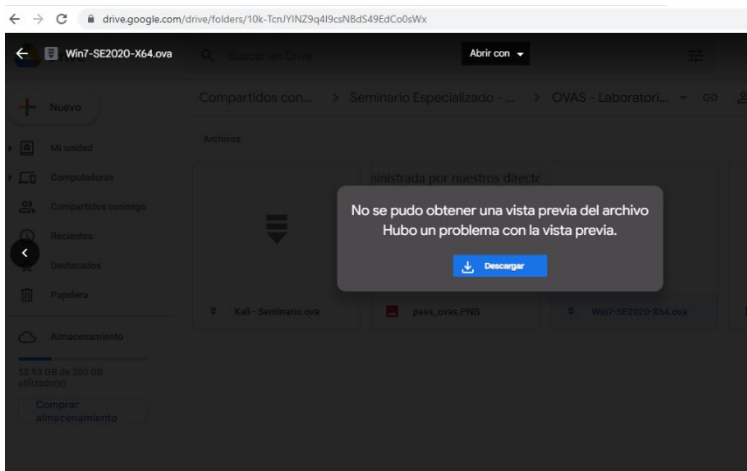 drive.google.com/drive/folders/10k-TcnJYlNZ9q4I9csNBdS49EdCo0sWx
Win7-SE2020-X64.ova
Buscar en Drive
Abrir con
Nuevo
Compartidos con... > Seminario Especializado - ... > OVAS - Laboratori...
Archivos
Mi unidad
Computadoras
Compartidos conmigo
Recientes
Destacados
Papelera
ministrada por nuestros direct
No se pudo obtener una vista previa del archivo
Hubo un problema con la vista previa.
Descargar
Kali - Seminario.ova
pass_ovas.PNG
Win7-SE2020-X64.ova
Almacenamiento
52.93 GB de 200 GB
utilizado(s)
Comprar
almacenamiento